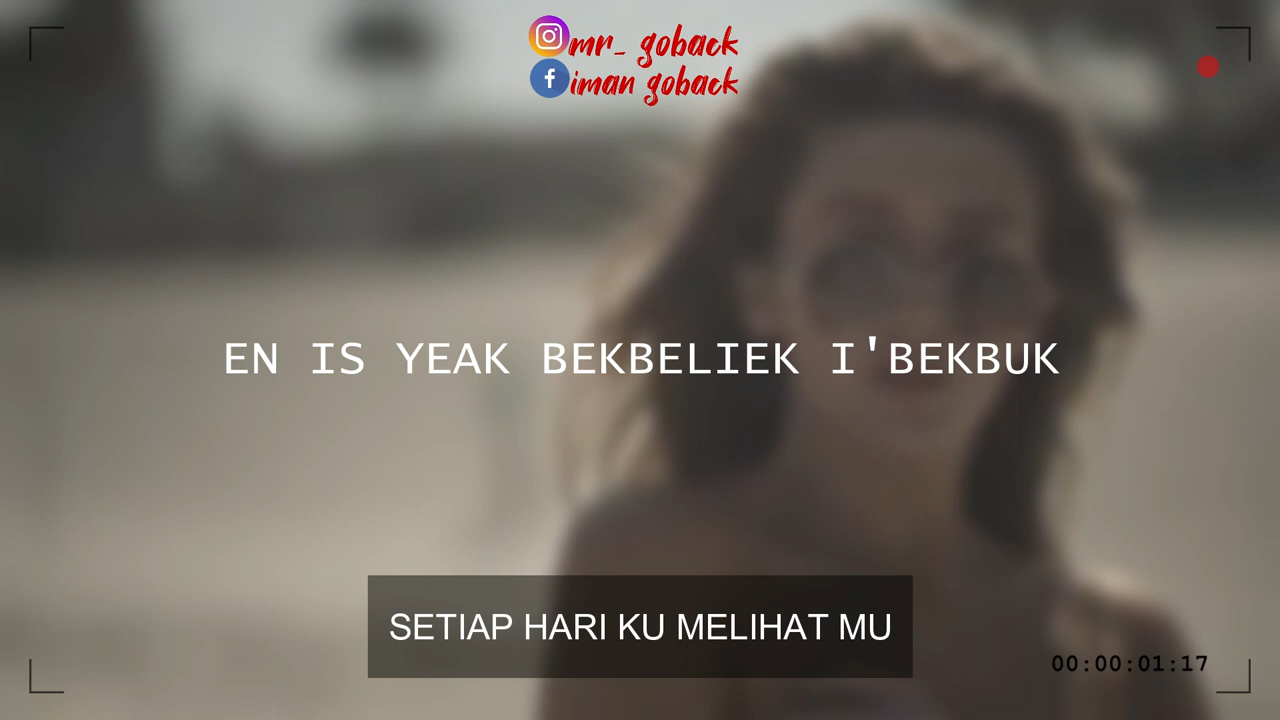 mr_ goback
iman goback
EN IS YEAK BEKBELIEK I'BEKBUK
SETIAP HARI KU MELIHAT MU
00:00:01:17